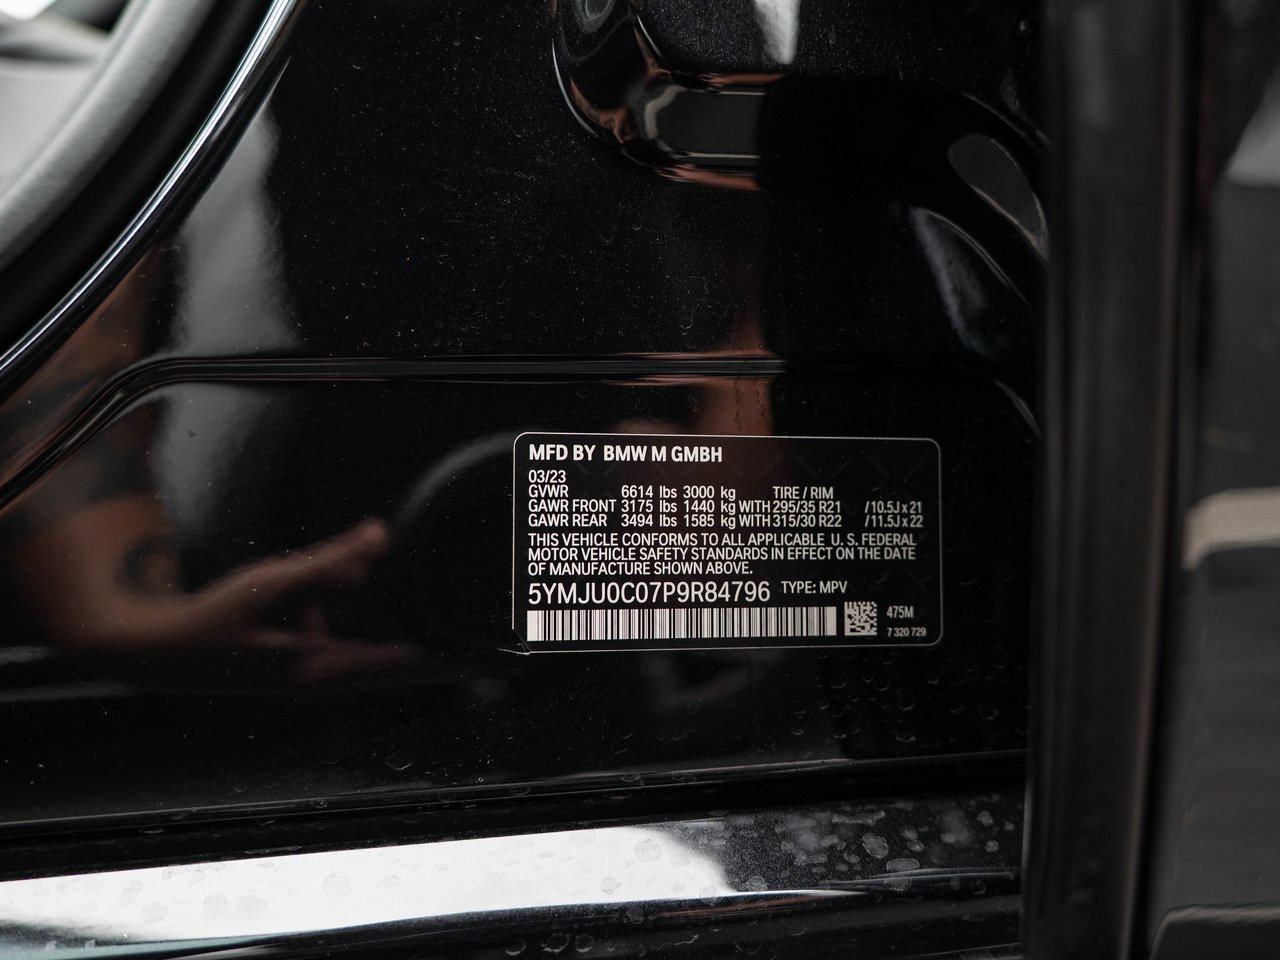 MFD BY BMW M GMBH
03/23
GVWR 6614 lbs 3000 kg TIRE / RIM
GAWR FRONT 3175 lbs 1440 kg WITH 295/35 R21 /10.5J x 21
GAWR REAR 3494 lbs 1585 kg WITH 315/30 R22 /11.5J x 22
THIS VEHICLE CONFORMS TO ALL APPLICABLE U. S. FEDERAL
MOTOR VEHICLE SAFETY STANDARDS IN EFFECT ON THE DATE
OF MANUFACTURE SHOWN ABOVE.
5YMJU0C07P9R84796 TYPE: MPV
475M
7 320 729